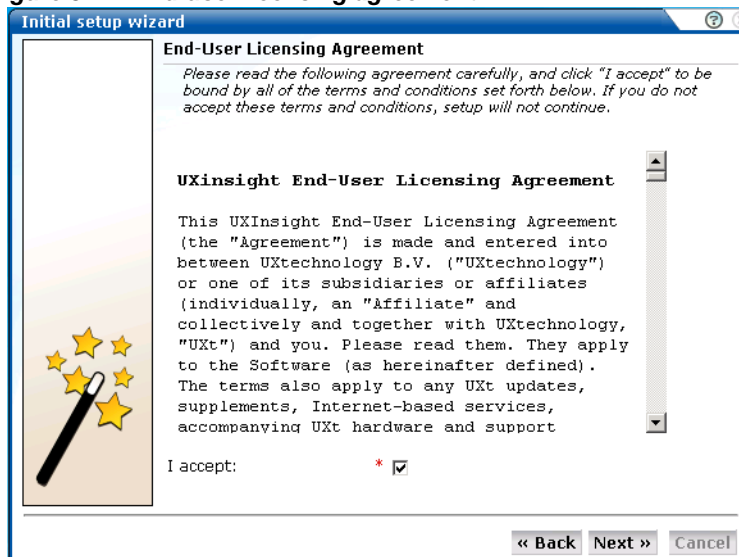 Initial setup wizard
End-User Licensing Agreement
Please read the following agreement carefully, and click "I accept" to be
bound by all of the terms and conditions set forth below. If you do not
accept these terms and conditions, setup will not continue.
UXinsight End-User Licensing Agreement
This UXInsight End-User Licensing Agreement
(the "Agreement") is made and entered into
between UXtechnology B.V. ("UXtechnology")
or one of its subsidiaries or affiliates
(individually, an "Affiliate" and
collectively and together with UXtechnology,
"UXt") and you. Please read them. They apply
to the Software (as hereinafter defined).
The terms also apply to any UXt updates,
supplements, Internet-based services,
accompanying UXt hardware and support
I accept: *
« Back Next » Cancel